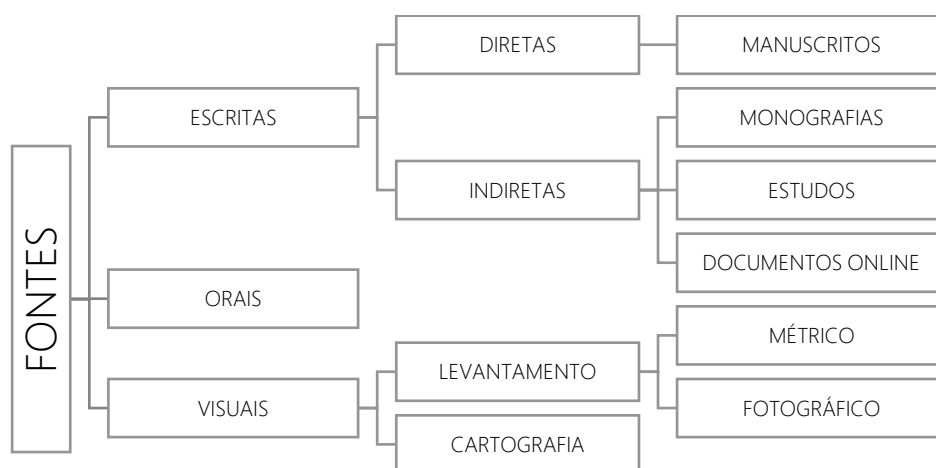 FONTES
ESCRITAS
DIRETAS
MANUSCRITOS
INDIRETAS
MONOGRAFIAS
ESTUDOS
DOCUMENTOS ONLINE
ORAIS
VISUAIS
LEVANTAMENTO
MÉTRICO
FOTOGRÁFICO
CARTOGRAFIA